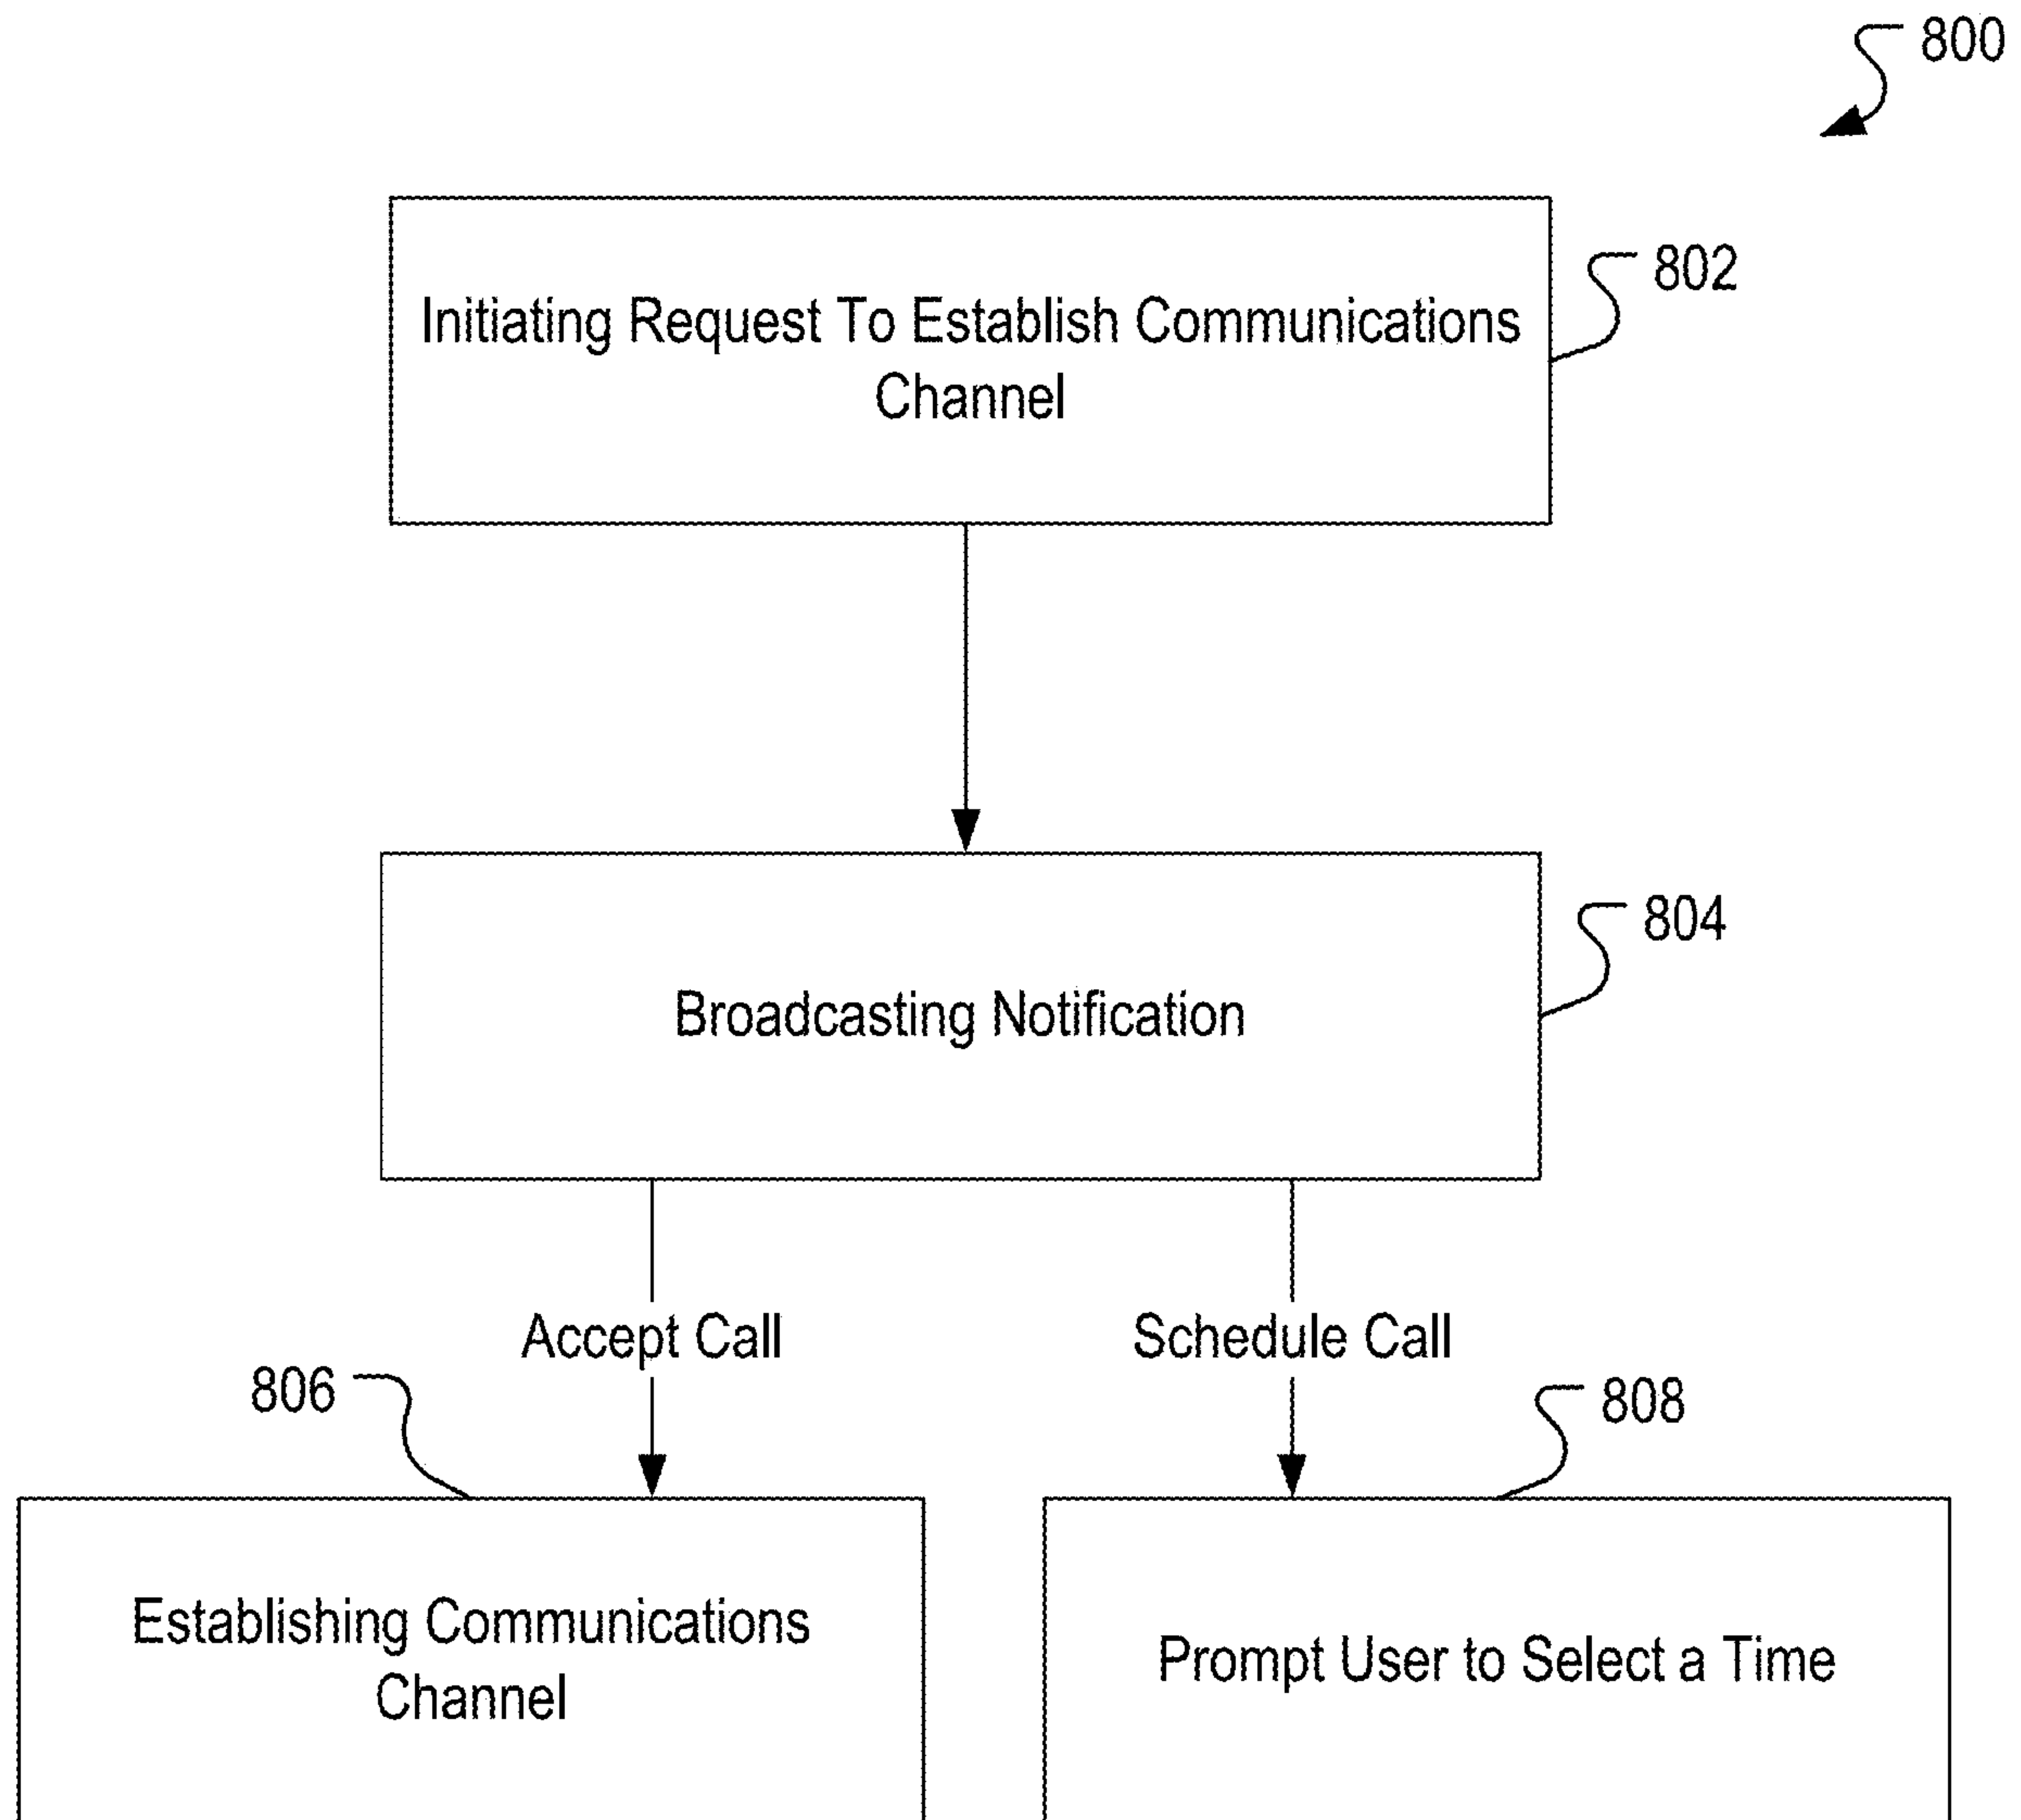 800
802
Initiating Request To Establish Communications
Channel
804
Broadcasting Notification
Accept Call
Schedule Call
806
808
Establishing Communications
Channel
Prompt User to Select a Time